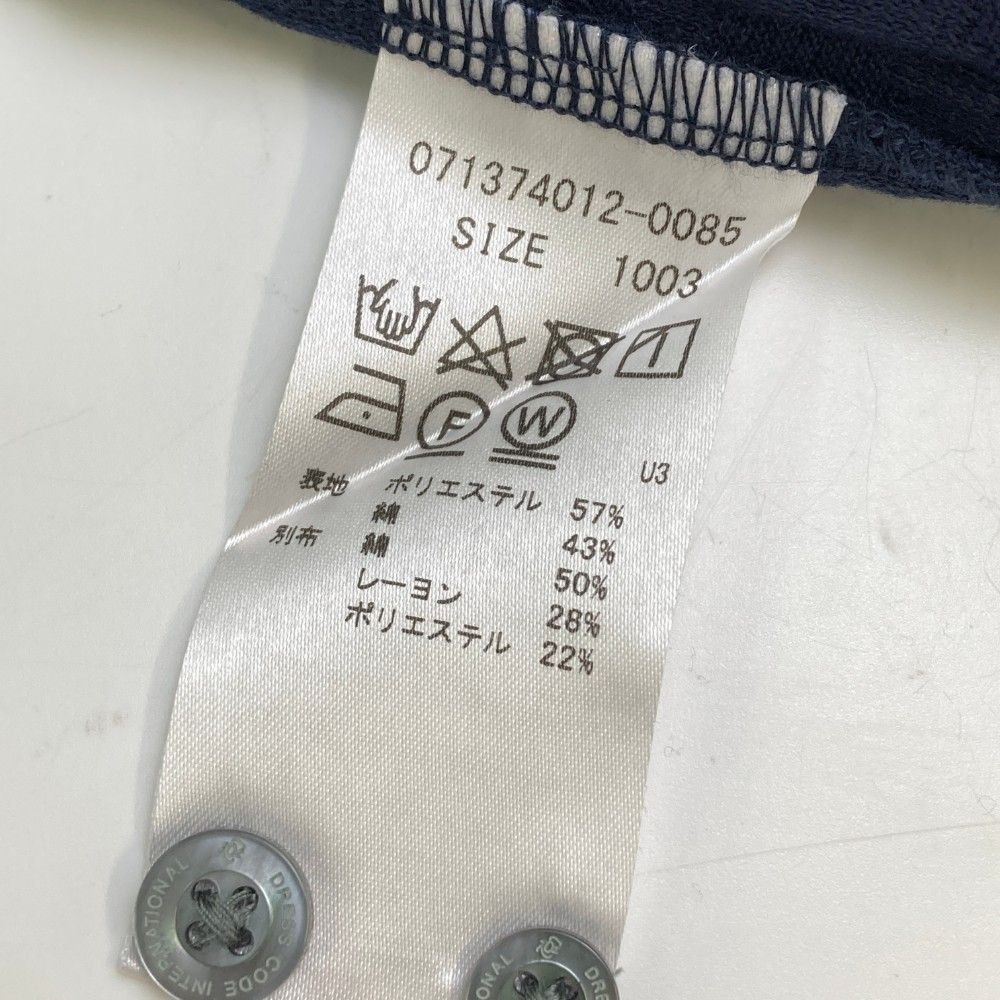 071374012-0085
SIZE 1003
F W
U3
表地 ポリエステル 57%
綿 43%
別布 綿 50%
レーヨン 28%
ポリエステル 22%
DRESS CODE INTERNATIONAL